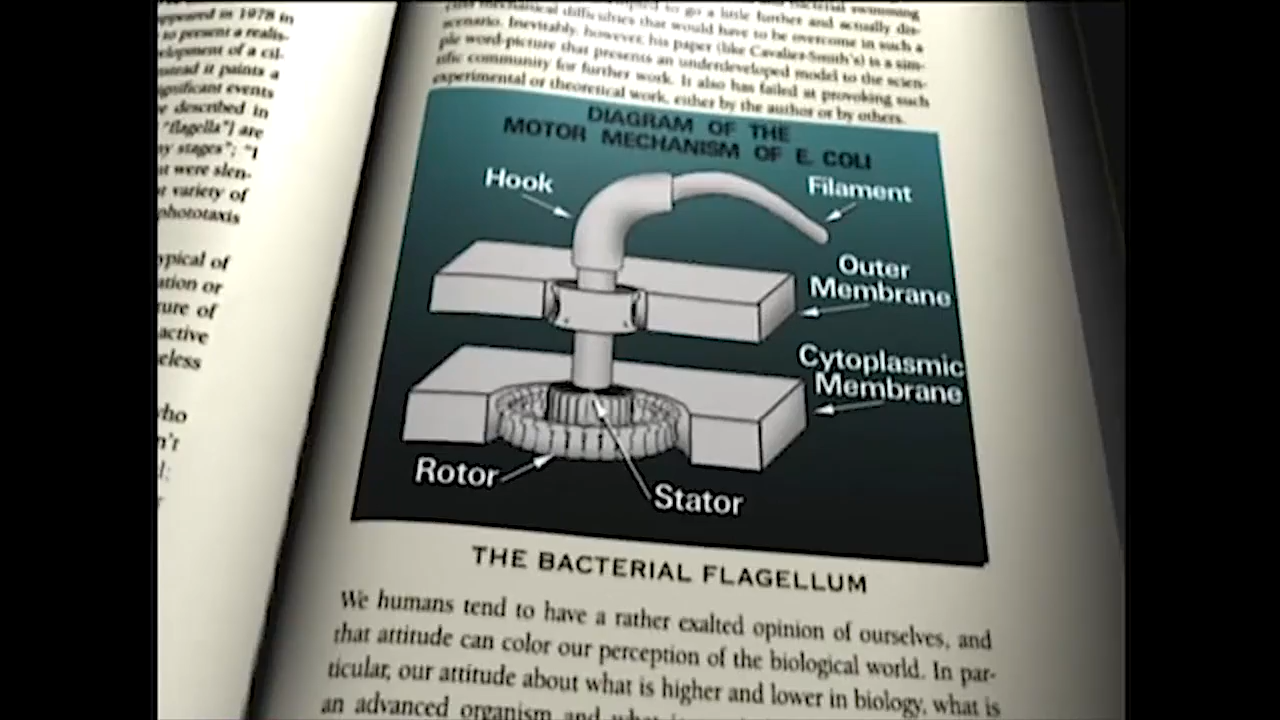 appeared in 1978 in
to present a realis-
elopment of a cil-
nstead it paints a
significant events
e described in
"flagella"] are
ny stages"; "I
at were slen-
t variety of
phototaxis
ypical of
ation or
ture of
active
eless
who
n't
to go a little further and actually dis-
mechanical difficulties that would have to be overcome in such a
scenario. Inevitably, however, his paper (like Cavalier-Smith's) is a sim-
ple word-picture that presents an underdeveloped model to the scien-
tific community for further work. It also has failed at provoking such
experimental or theoretical work, either by the author or by others.
DIAGRAM OF THE
MOTOR MECHANISM OF E. COLI
Hook
Filament
Outer
Membrane
Cytoplasmic
Membrane
Rotor
Stator
THE BACTERIAL FLAGELLUM
We humans tend to have a rather exalted opinion of ourselves, and
that attitude can color our perception of the biological world. In par-
ticular, our attitude about what is higher and lower in biology, what is
an advanced organism and what